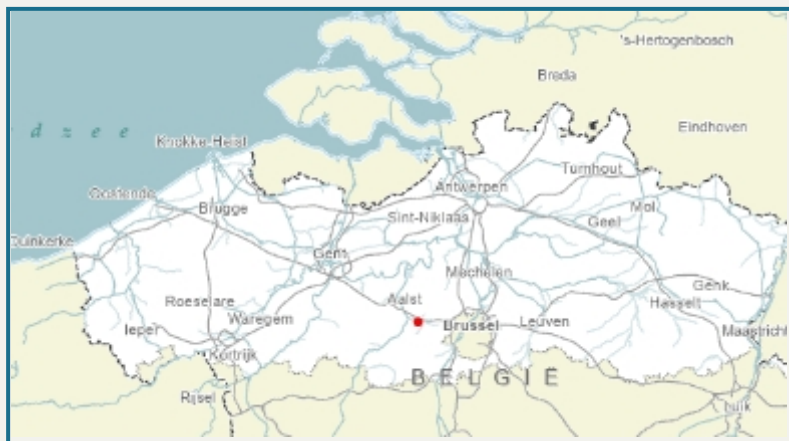 's-Hertogenbosch
Breda
d z e e
Eindhoven
Knokke-Heist
Turnhout
Antwerpen
Oostende
Brugge
Sint-Niklaas
Geel
Mol
Duinkerke
Gent
Mechelen
Genk
Roeselare
Aalst
Hasselt
Ieper
Waregem
Brussel
Leuven
Maastricht
Kortrijk
BELGIË
Rijsel
Luik